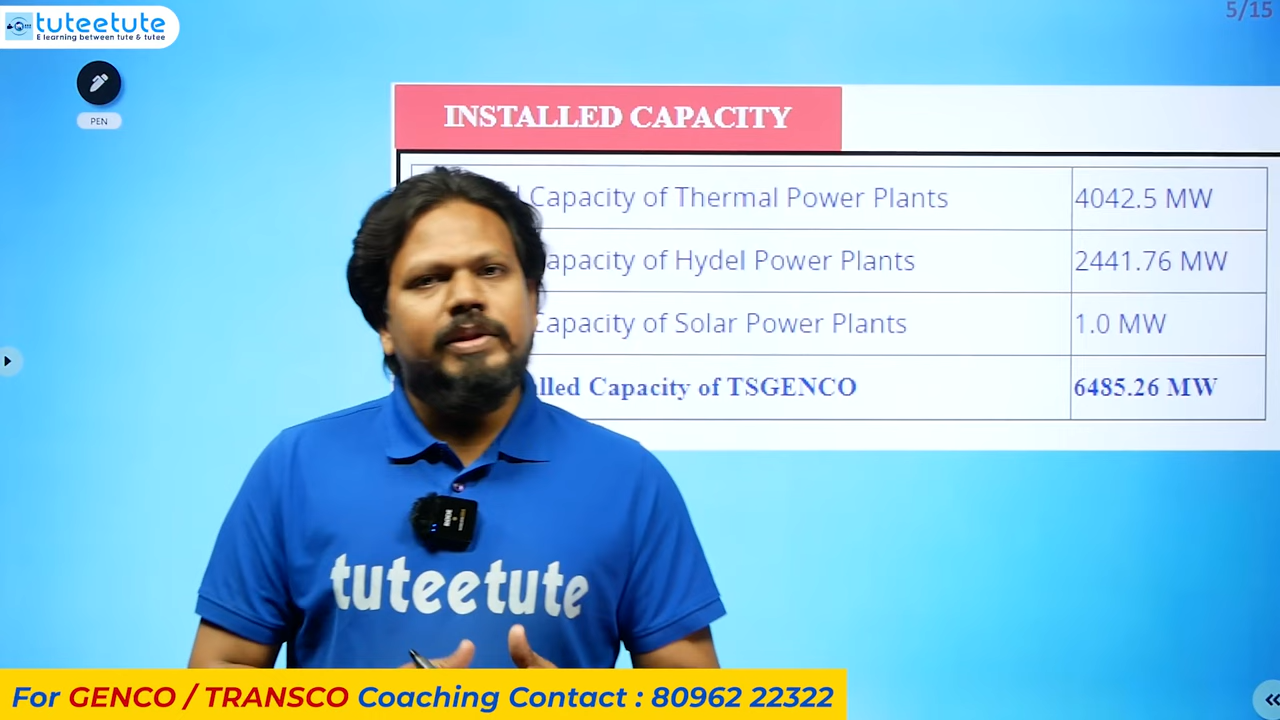 tuteetute
E learning between tute & tutee
5/15
PEN
INSTALLED CAPACITY
Capacity of Thermal Power Plants 4042.5 MW
apacity of Hydel Power Plants 2441.76 MW
Capacity of Solar Power Plants 1.0 MW
lled Capacity of TSGENCO 6485.26 MW
tuteetute
For GENCO / TRANSCO Coaching Contact : 80962 22322